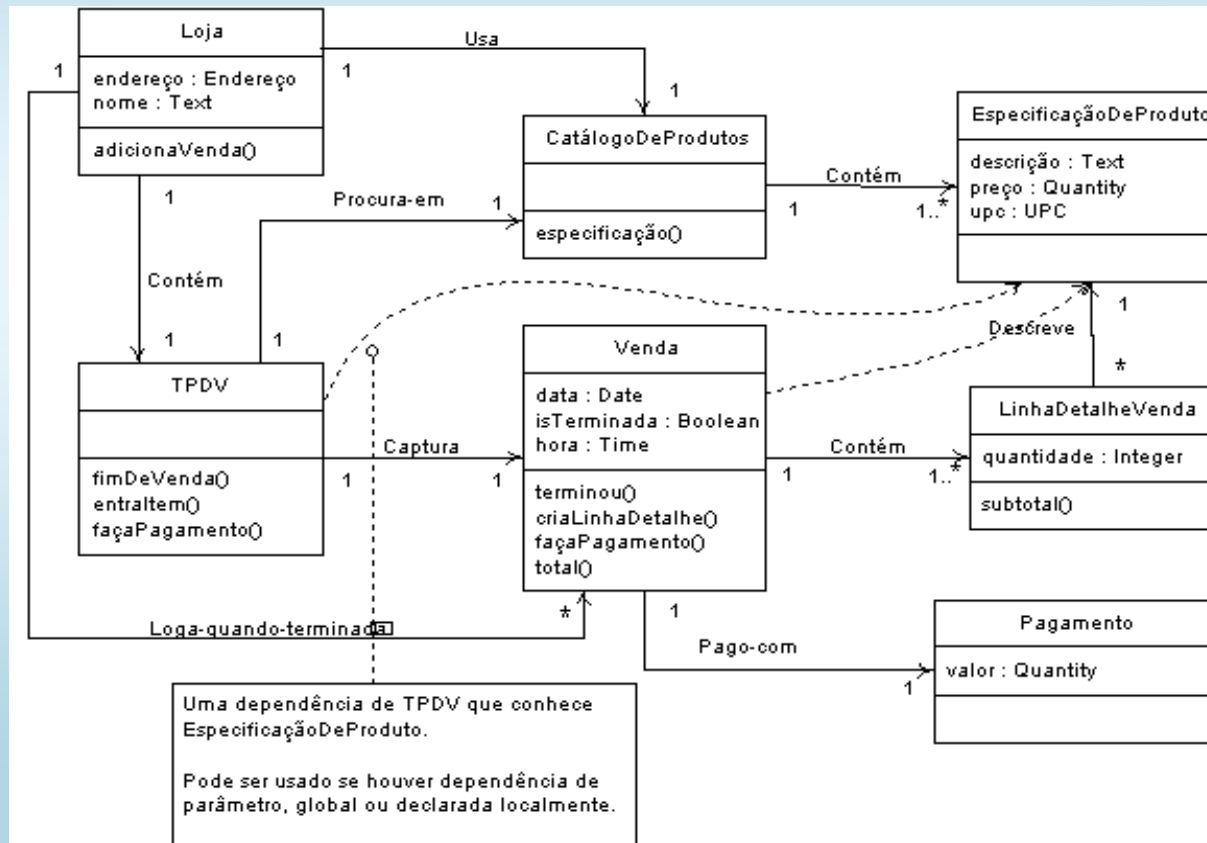 Loja
endereço : Endereço
nome : Text
adicionaVenda()
1
1
Usa
1
CatálogoDeProdutos
especificação()
EspecificaçãoDeProduto
descrição : Text
preço : Quantity
upc : UPC
Contém
1
1..*
1
Procura-em
1
Contém
1
1
TPDV
fimDeVenda()
entraItem()
façaPagamento()
Captura
1
1
Venda
data : Date
isTerminada : Boolean
hora : Time
terminou()
criaLinhaDetalhe()
façaPagamento()
total()
Descreve
1
*
LinhaDetalheVenda
quantidade : Integer
subtotal()
Contém
1
1..*
Loga-quando-terminada
*
1
Pago-com
1
Pagamento
valor : Quantity
Uma dependência de TPDV que conhece
EspecificaçãoDeProduto.
Pode ser usado se houver dependência de
parâmetro, global ou declarada localmente.